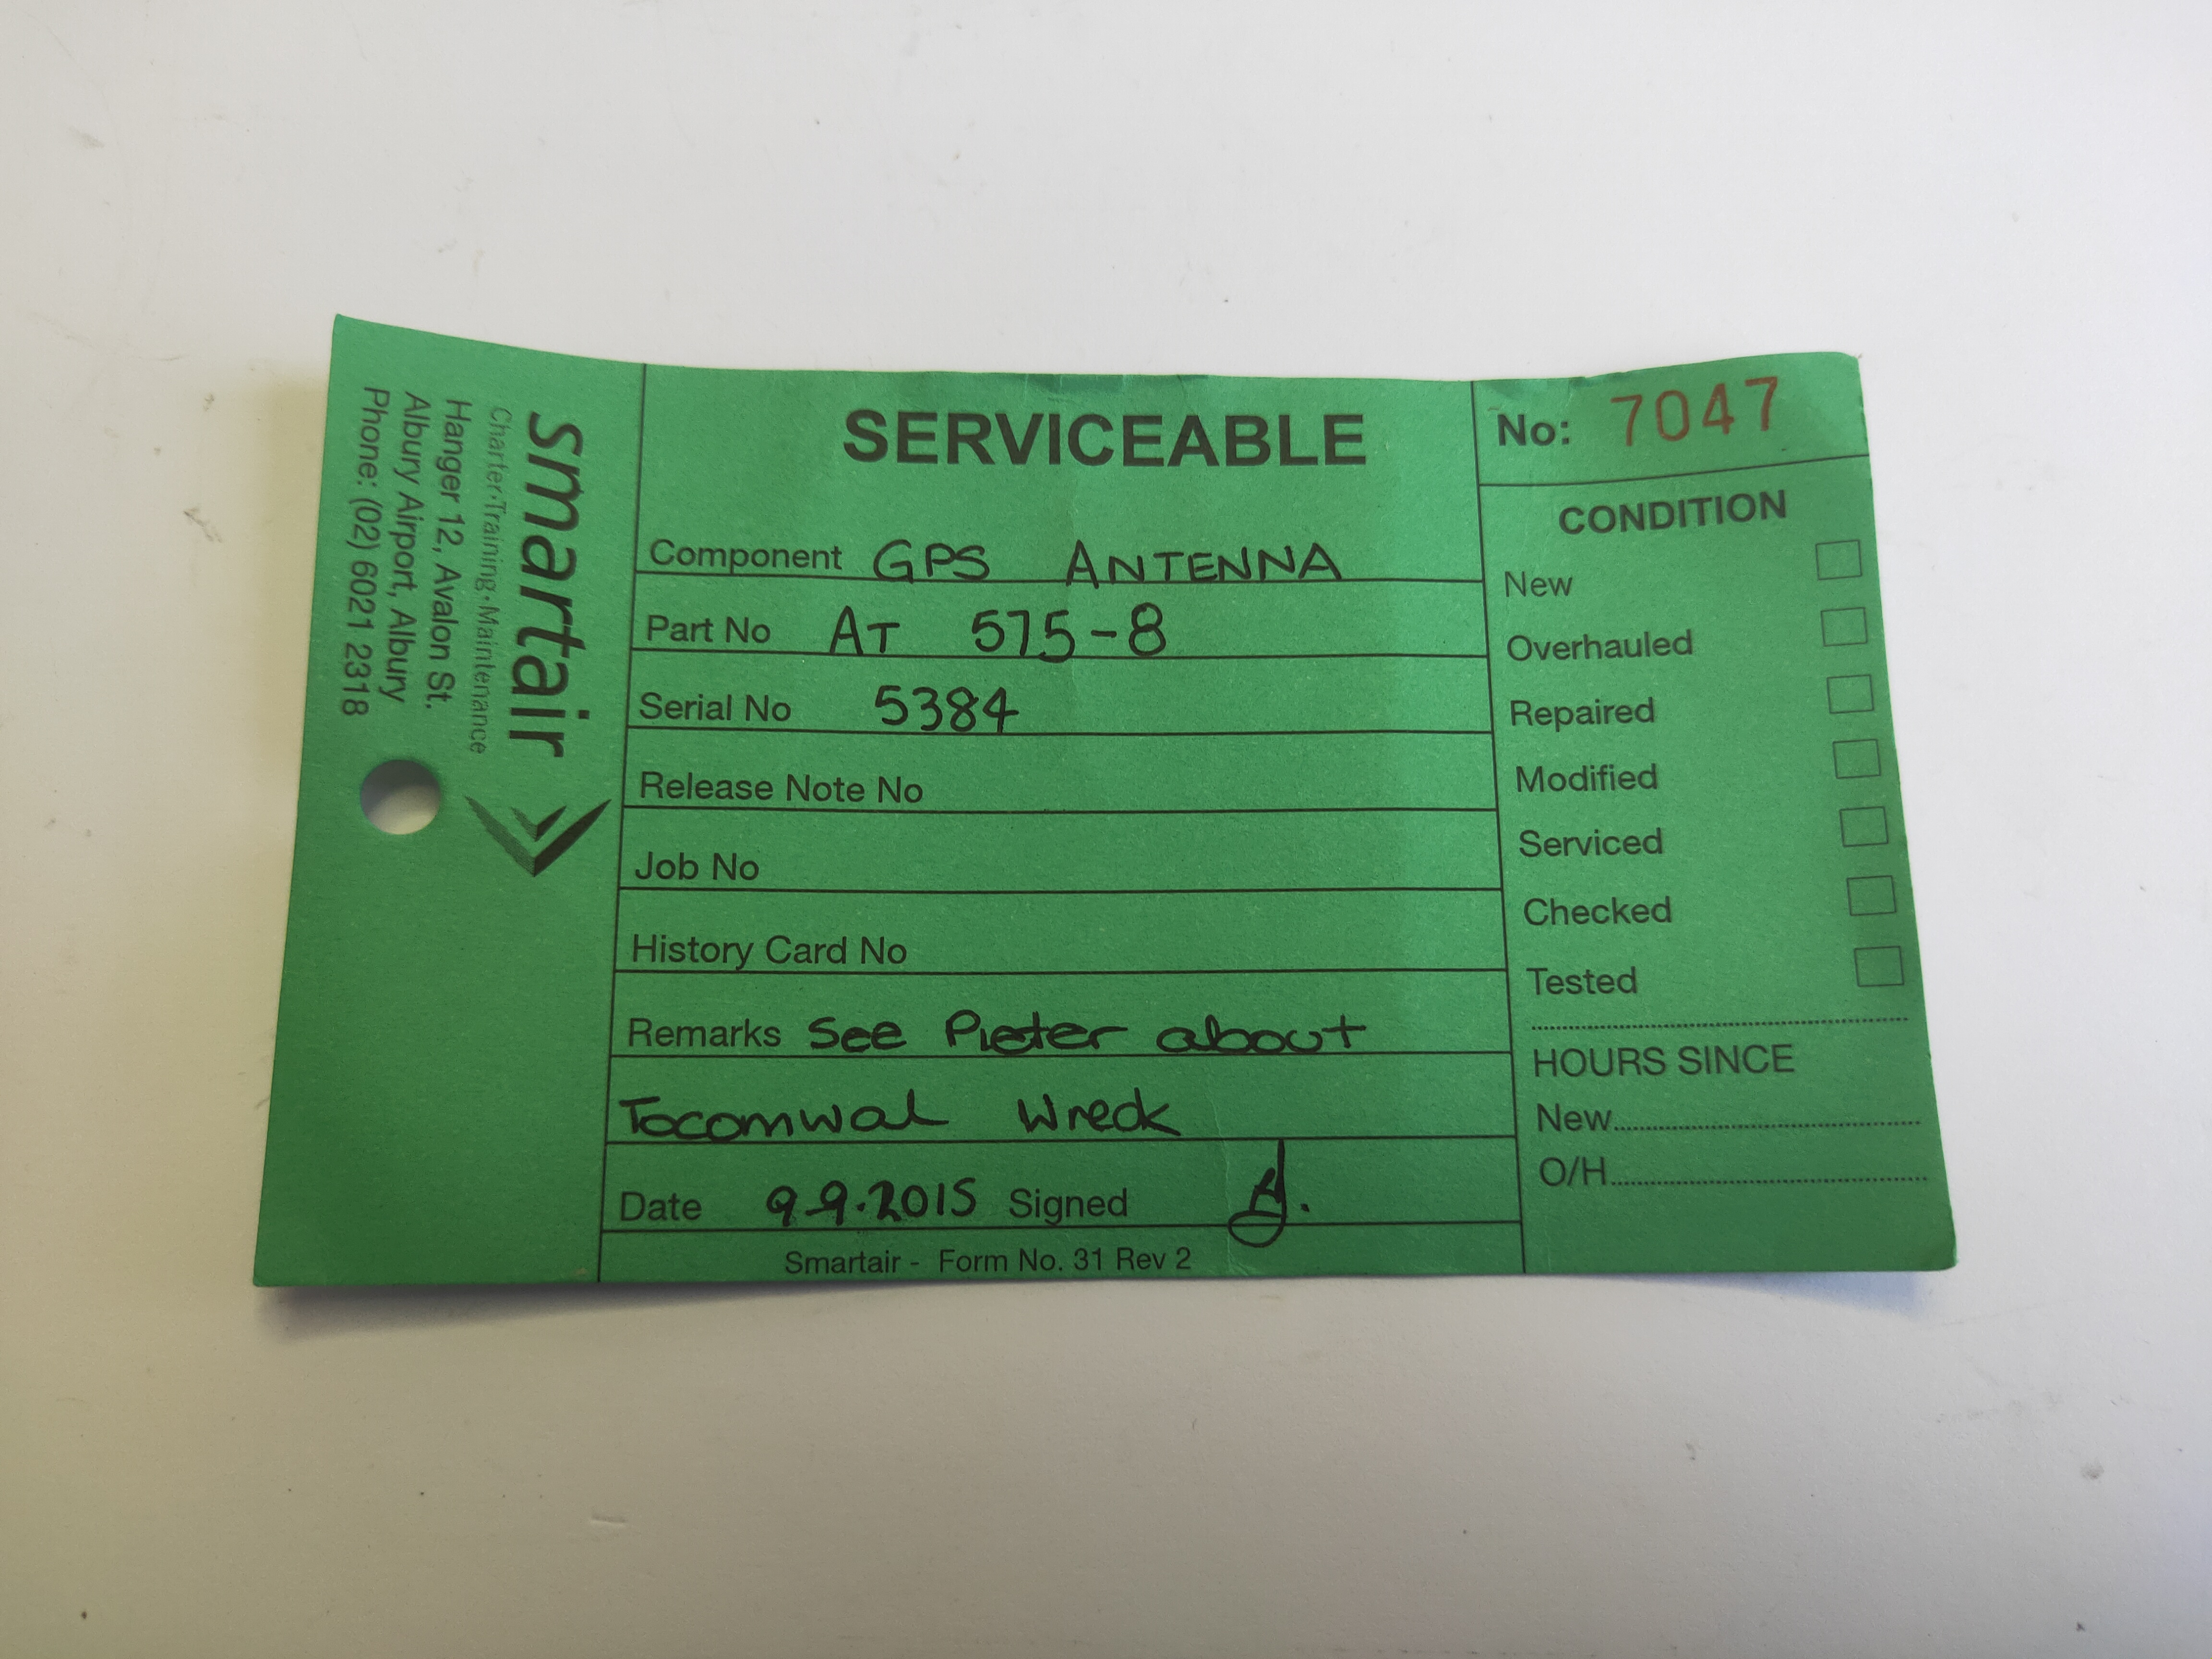 smartair
Charter·Training·Maintenance
Hanger 12, Avalon St.
Albury Airport, Albury
Phone: (02) 6021 2318
SERVICEABLE
Component GPS ANTENNA
Part No AT 575-8
Serial No 5384
Release Note No
Job No
History Card No
Remarks See Pieter about
Tocomwal Wreck
Date 9.9.2015 Signed
Smartair - Form No. 31 Rev 2
No: 7047
CONDITION
New
Overhauled
Repaired
Modified
Serviced
Checked
Tested
HOURS SINCE
New
O/H